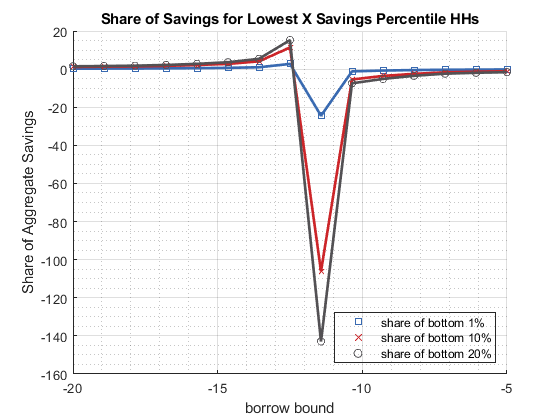 Share of Savings for Lowest X Savings Percentile HHs
20
0
-20
-40
-60
-80
-100
-120
-140
-160
Share of Aggregate Savings
share of bottom 1%
share of bottom 10%
share of bottom 20%
-20
-15
-10
-5
borrow bound